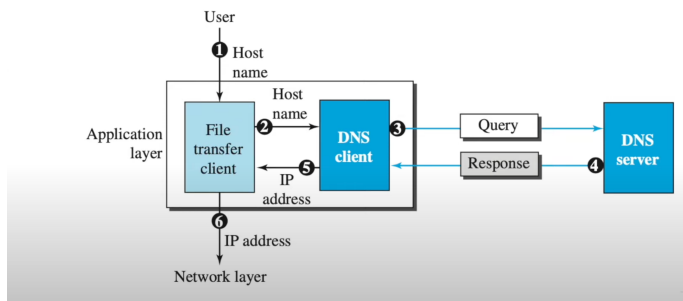 User
1
Host
name
Application
layer
File
transfer
client
Host
name
2
DNS
client
3
Query
DNS
server
Response
4
5
IP
address
6
IP address
Network layer